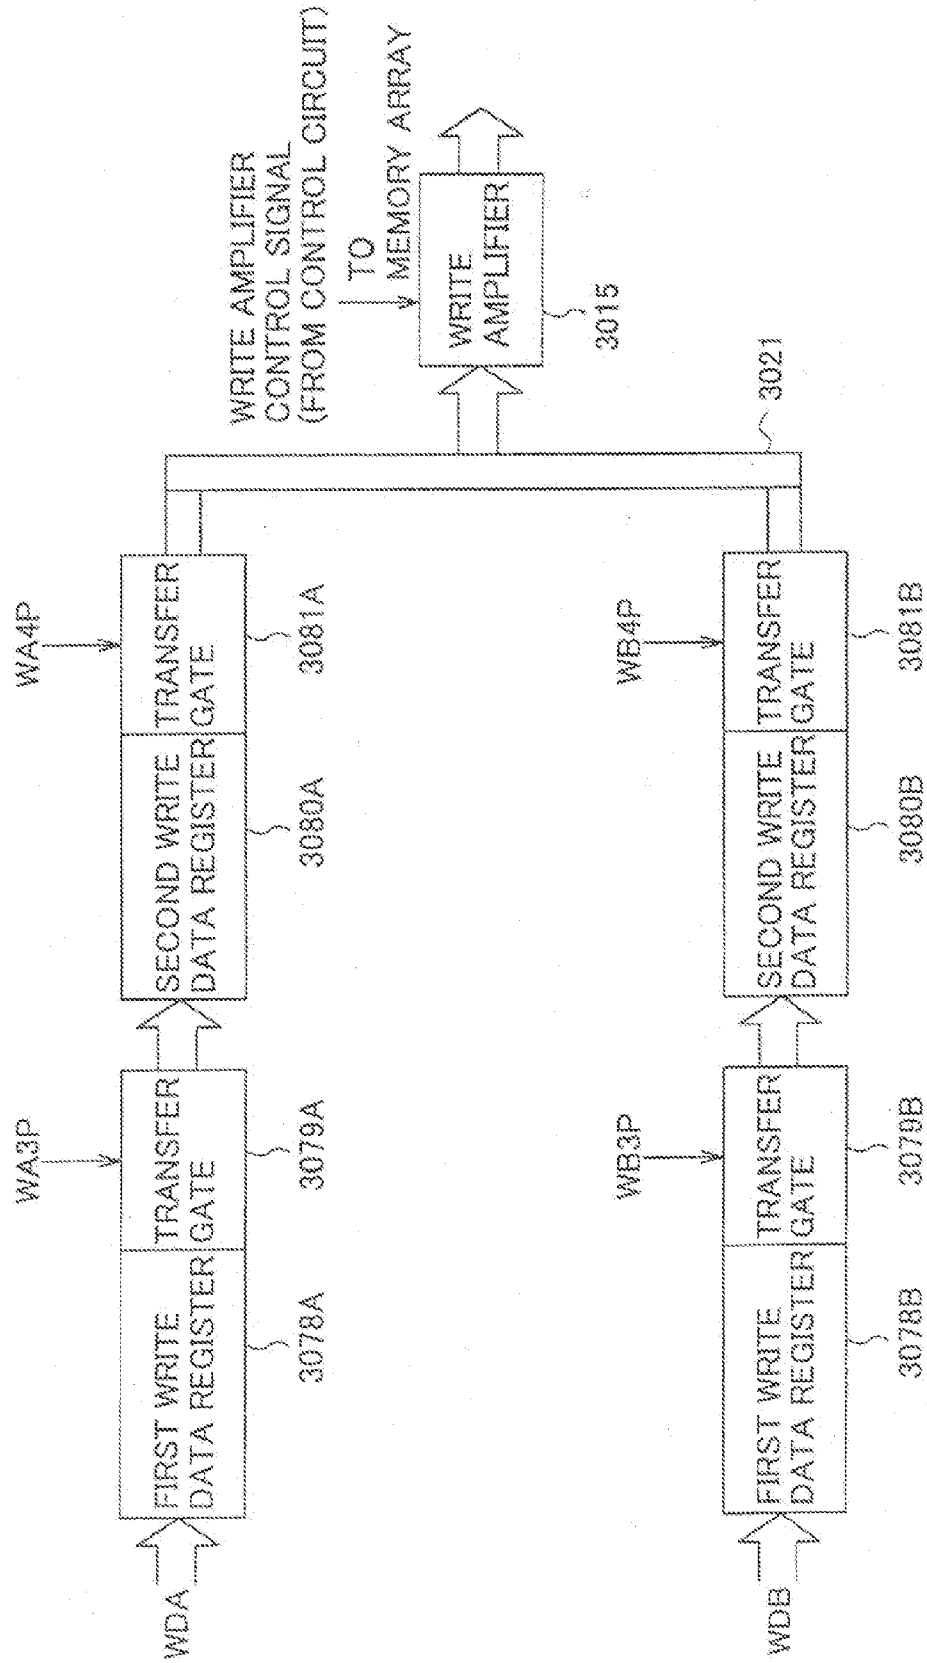 WRITE AMPLIFIER
CONTROL SIGNAL
(FROM CONTROL CIRCUIT)
WA3P
WA4P
WDA
FIRST WRITE
DATA REGISTER
TRANSFER
GATE
SECOND WRITE
DATA REGISTER
TRANSFER
GATE
3078A
3079A
3080A
3081A
TO
MEMORY ARRAY
WRITE
AMPLIFIER
3015
WB3P
WB4P
3021
WDB
FIRST WRITE
DATA REGISTER
TRANSFER
GATE
SECOND WRITE
DATA REGISTER
TRANSFER
GATE
3078B
3079B
3080B
3081B